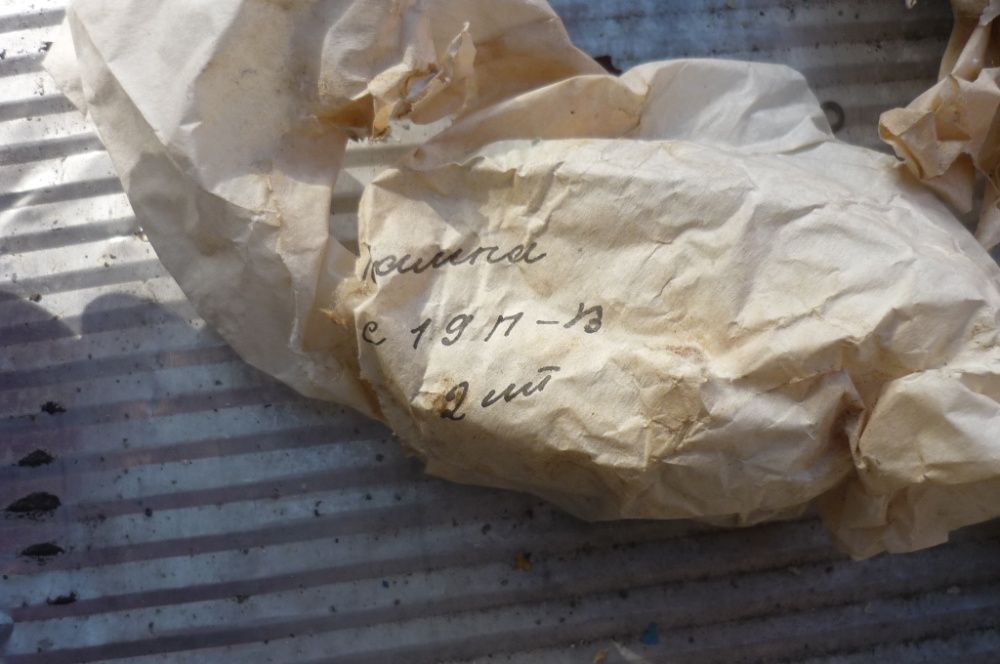 лампа
с 19 П-В
2 шт